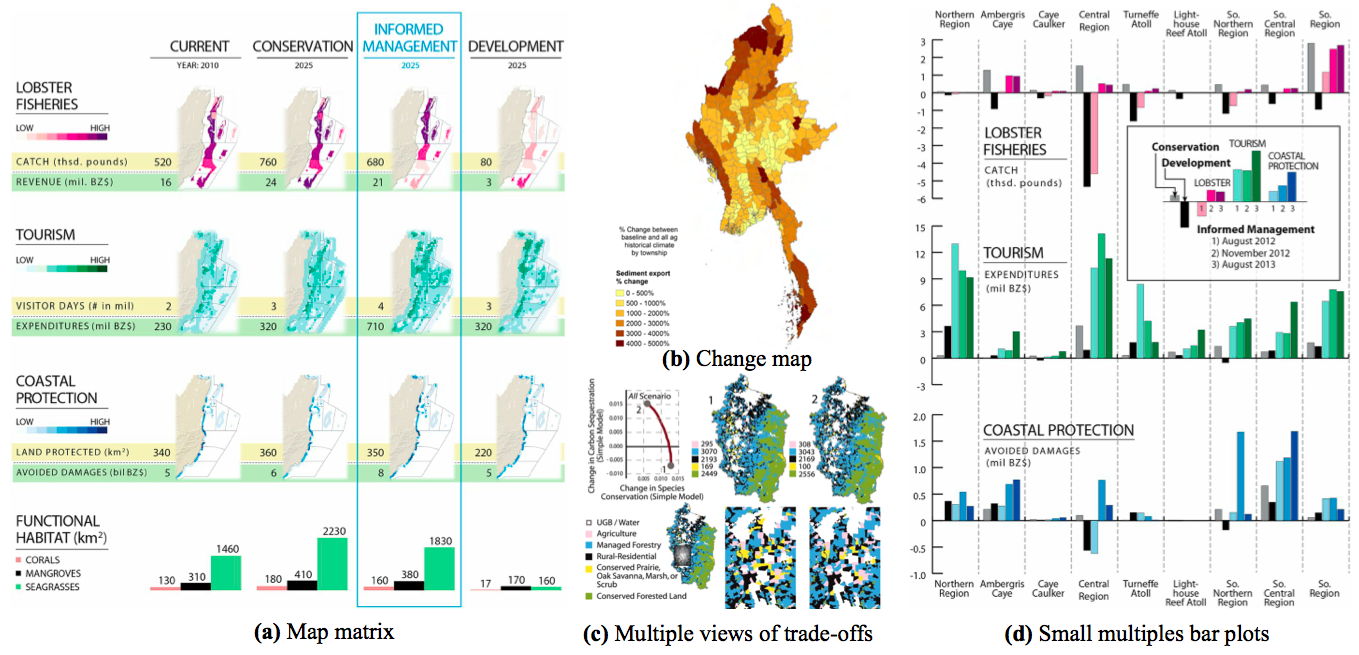 CURRENT
YEAR: 2010
CONSERVATION
2025
INFORMED
MANAGEMENT
2025
DEVELOPMENT
2025
LOBSTER
FISHERIES
LOW HIGH
CATCH (thsd. pounds) 520 760 680 80
REVENUE (mil. BZ$) 16 24 21 3
TOURISM
LOW HIGH
VISITOR DAYS (# in mil) 2 3 4 3
EXPENDITURES (mil BZ$) 230 320 710 320
COASTAL
PROTECTION
LOW HIGH
LAND PROTECTED (km²) 340 360 350 220
AVOIDED DAMAGES (bil BZ$) 5 6 8 5
FUNCTIONAL
HABITAT (km²)
CORALS
MANGROVES
SEAGRASSES
130 310 1460
180 410 2230
160 380 1830
17 170 160
(a) Map matrix
% Change between
baseline and all ag
historical climate
by township
Sediment export
% change
0 - 500%
500 - 1000%
1000 - 2000%
2000 - 3000%
3000 - 4000%
4000 - 5000%
(b) Change map
Change in Carbon Sequestration
(Simple Model)
All Scenario
2
1
0.015
0.010
0.005
0.000
-0.005
-0.010
0.005 0.010 0.015
Change in Species
Conservation (Simple Model)
1
295
3070
2193
169
2449
2
308
3043
2169
100
2556
UGB / Water
Agriculture
Managed Forestry
Rural-Residential
Conserved Prairie,
Oak Savanna, Marsh, or
Scrub
Conserved Forested Land
(c) Multiple views of trade-offs
Northern
Region
Ambergris
Caye
Caye
Caulker
Central
Region
Turneffe
Atoll
Light-
house
Reef Atoll
So.
Northern
Region
So.
Central
Region
So.
Region
3
2
1
0
-1
-2
-3
-4
-5
-6
LOBSTER
FISHERIES
CATCH
(thsd. pounds)
Conservation
Development
LOBSTER
TOURISM
COASTAL
PROTECTION
1 2 3 1 2 3 1 2 3
Informed Management
1) August 2012
2) November 2012
3) August 2013
15
12
9
6
3
0
-3
TOURISM
EXPENDITURES
(mil BZ$)
2.0
1.5
1.0
0.5
0
-0.5
-1.0
COASTAL PROTECTION
AVOIDED DAMAGES
(mil BZ$)
Northern
Region
Ambergris
Caye
Caye
Caulker
Central
Region
Turneffe
Atoll
Light-
house
Reef Atoll
So.
Northern
Region
So.
Central
Region
So.
Region
(d) Small multiples bar plots